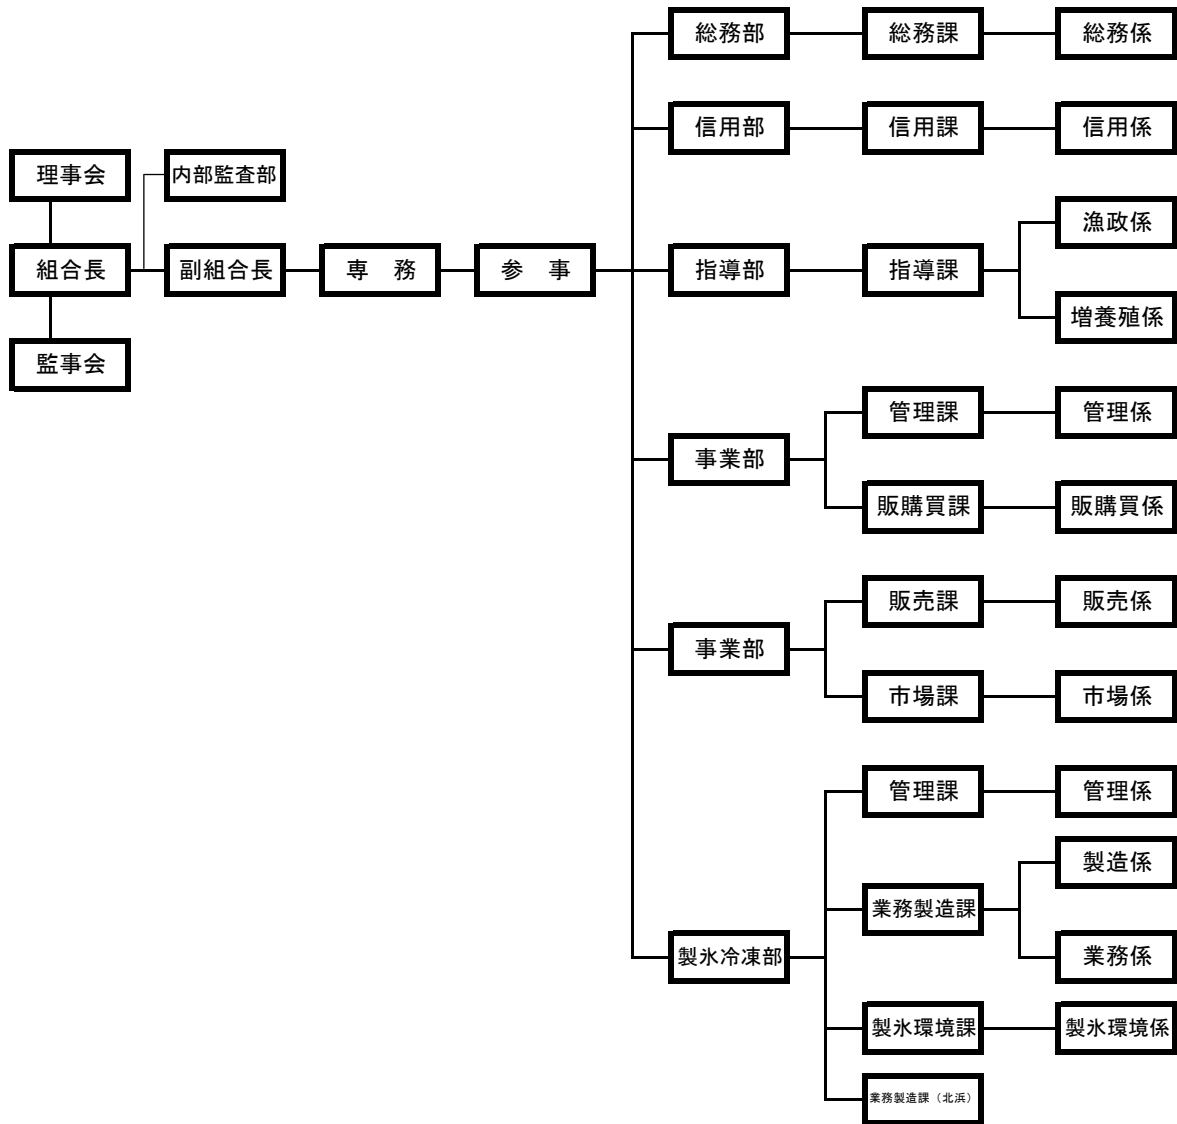 総務部
総務課
総務係
信用部
信用課
信用係
理事会
内部監査部
漁政係
組合長
副組合長
専　務
参　事
指導部
指導課
増養殖係
監事会
管理課
管理係
事業部
販購買課
販購買係
販売課
販売係
事業部
市場課
市場係
管理課
管理係
製造係
業務製造課
製氷冷凍部
業務係
製氷環境課
製氷環境係
業務製造課（北浜）